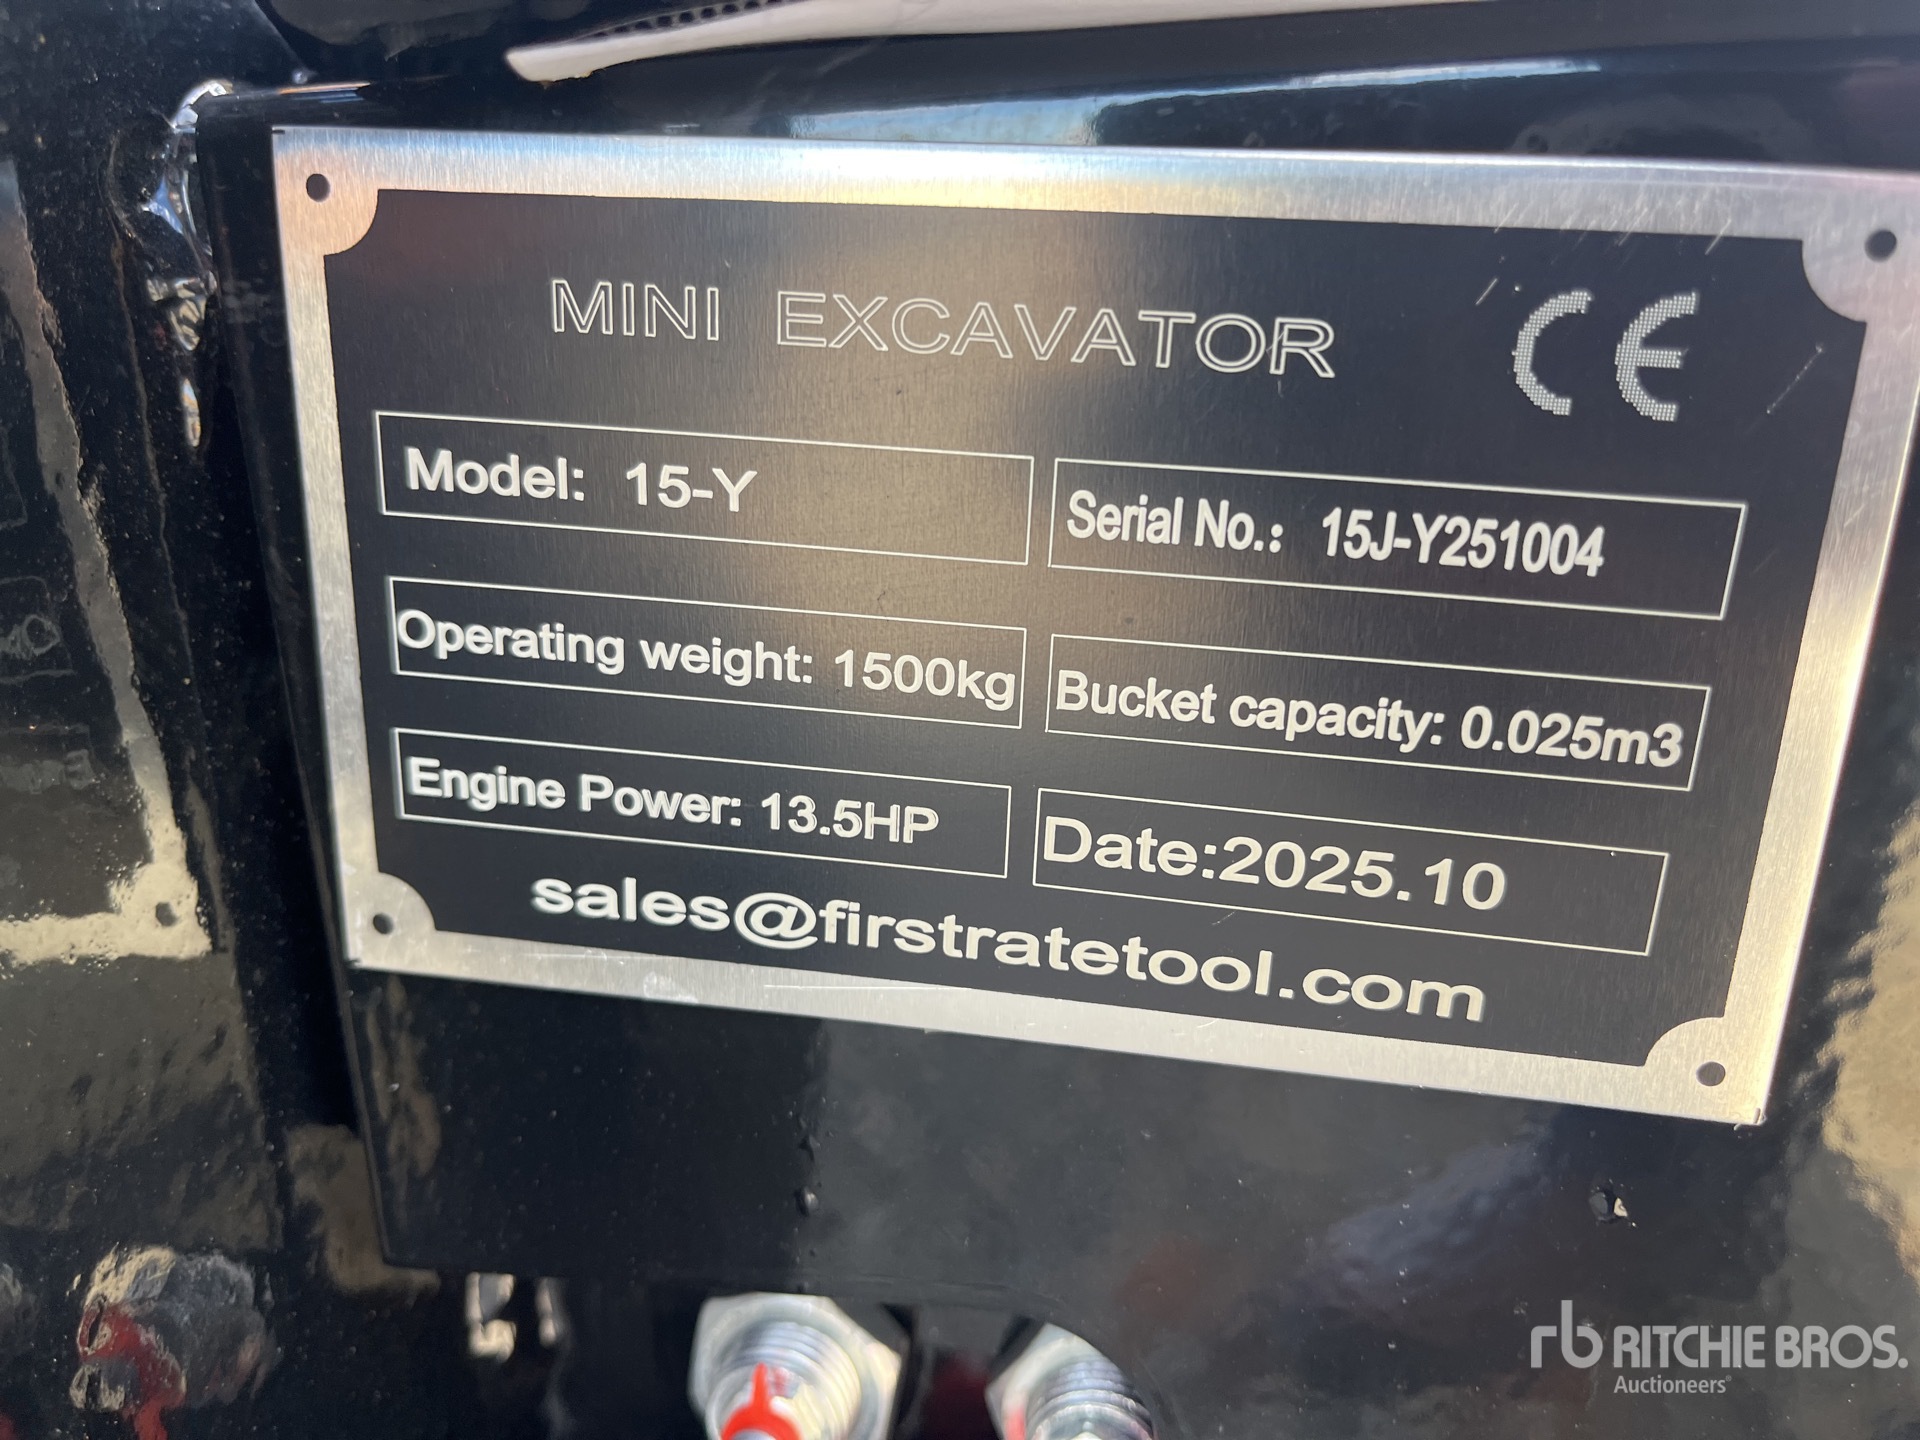 MINI EXCAVATOR CE
Model: 15-Y
Serial No.: 15J-Y251004
Operating weight: 1500kg
Bucket capacity: 0.025m3
Engine Power: 13.5HP
Date:2025.10
sales@firstratetool.com
rb RITCHIE BROS.
Auctioneers